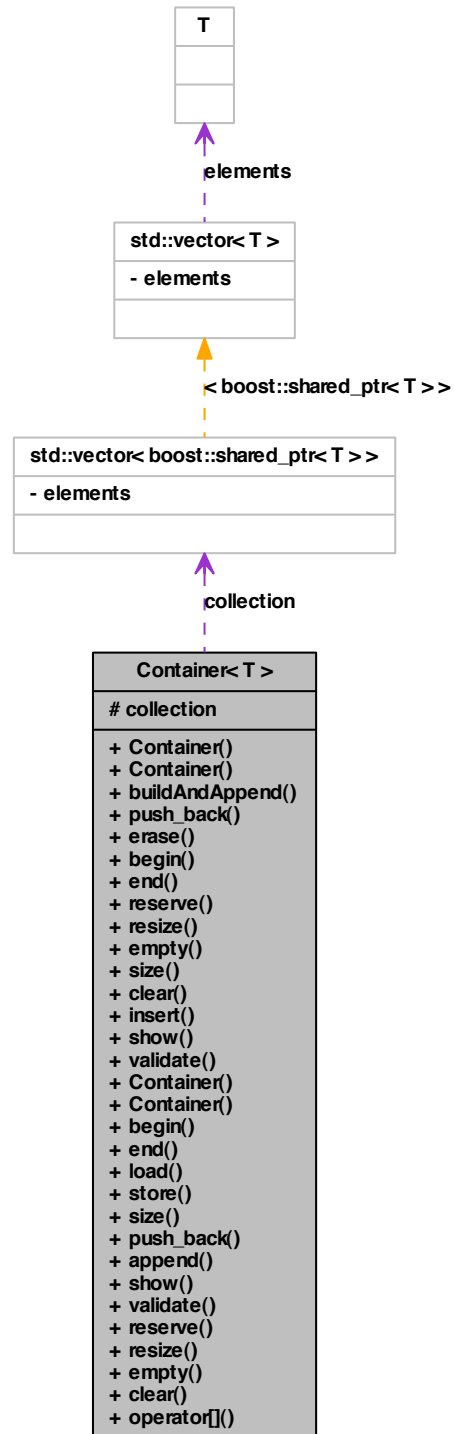 T
elements
std::vector< T >
- elements
< boost::shared_ptr< T > >
std::vector< boost::shared_ptr< T > >
- elements
collection
Container< T >
# collection
+ Container()
+ Container()
+ buildAndAppend()
+ push_back()
+ erase()
+ begin()
+ end()
+ reserve()
+ resize()
+ empty()
+ size()
+ clear()
+ insert()
+ show()
+ validate()
+ Container()
+ Container()
+ begin()
+ end()
+ load()
+ store()
+ size()
+ push_back()
+ append()
+ show()
+ validate()
+ reserve()
+ resize()
+ empty()
+ clear()
+ operator[]()